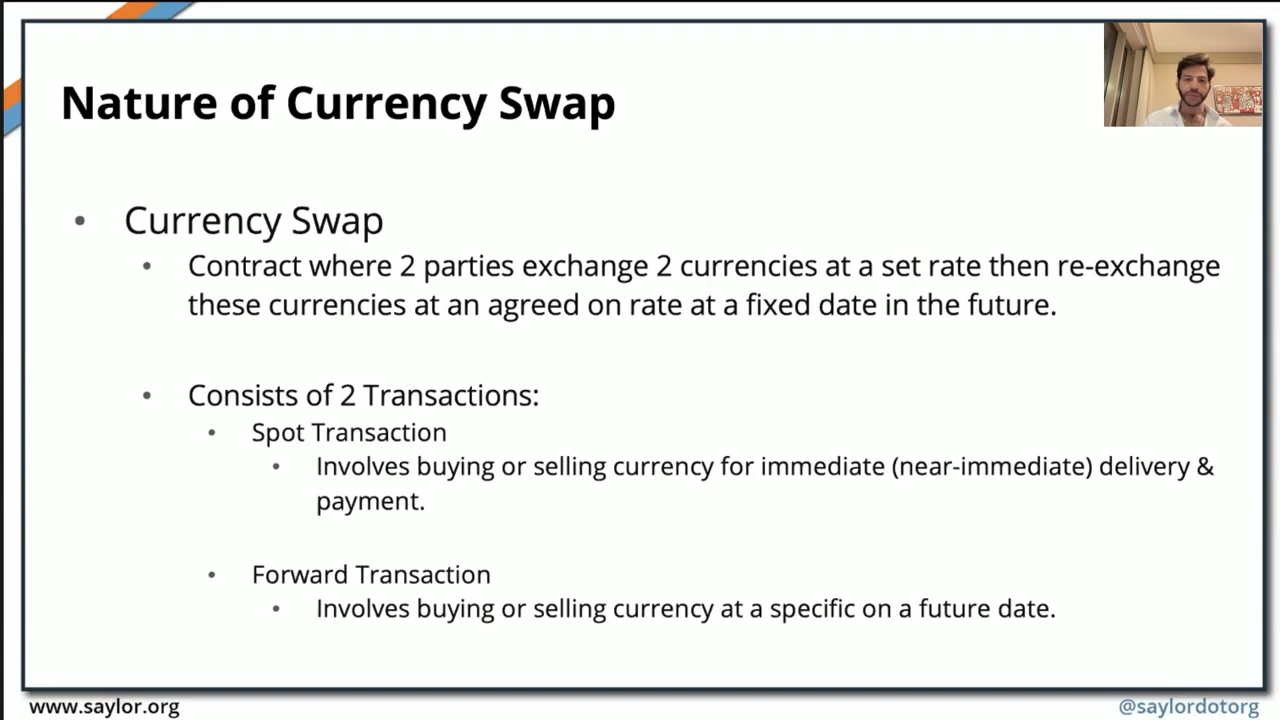 Nature of Currency Swap
• Currency Swap
• Contract where 2 parties exchange 2 currencies at a set rate then re-exchange
these currencies at an agreed on rate at a fixed date in the future.
• Consists of 2 Transactions:
• Spot Transaction
• Involves buying or selling currency for immediate (near-immediate) delivery &
payment.
• Forward Transaction
• Involves buying or selling currency at a specific on a future date.
www.saylor.org
@saylordotorg